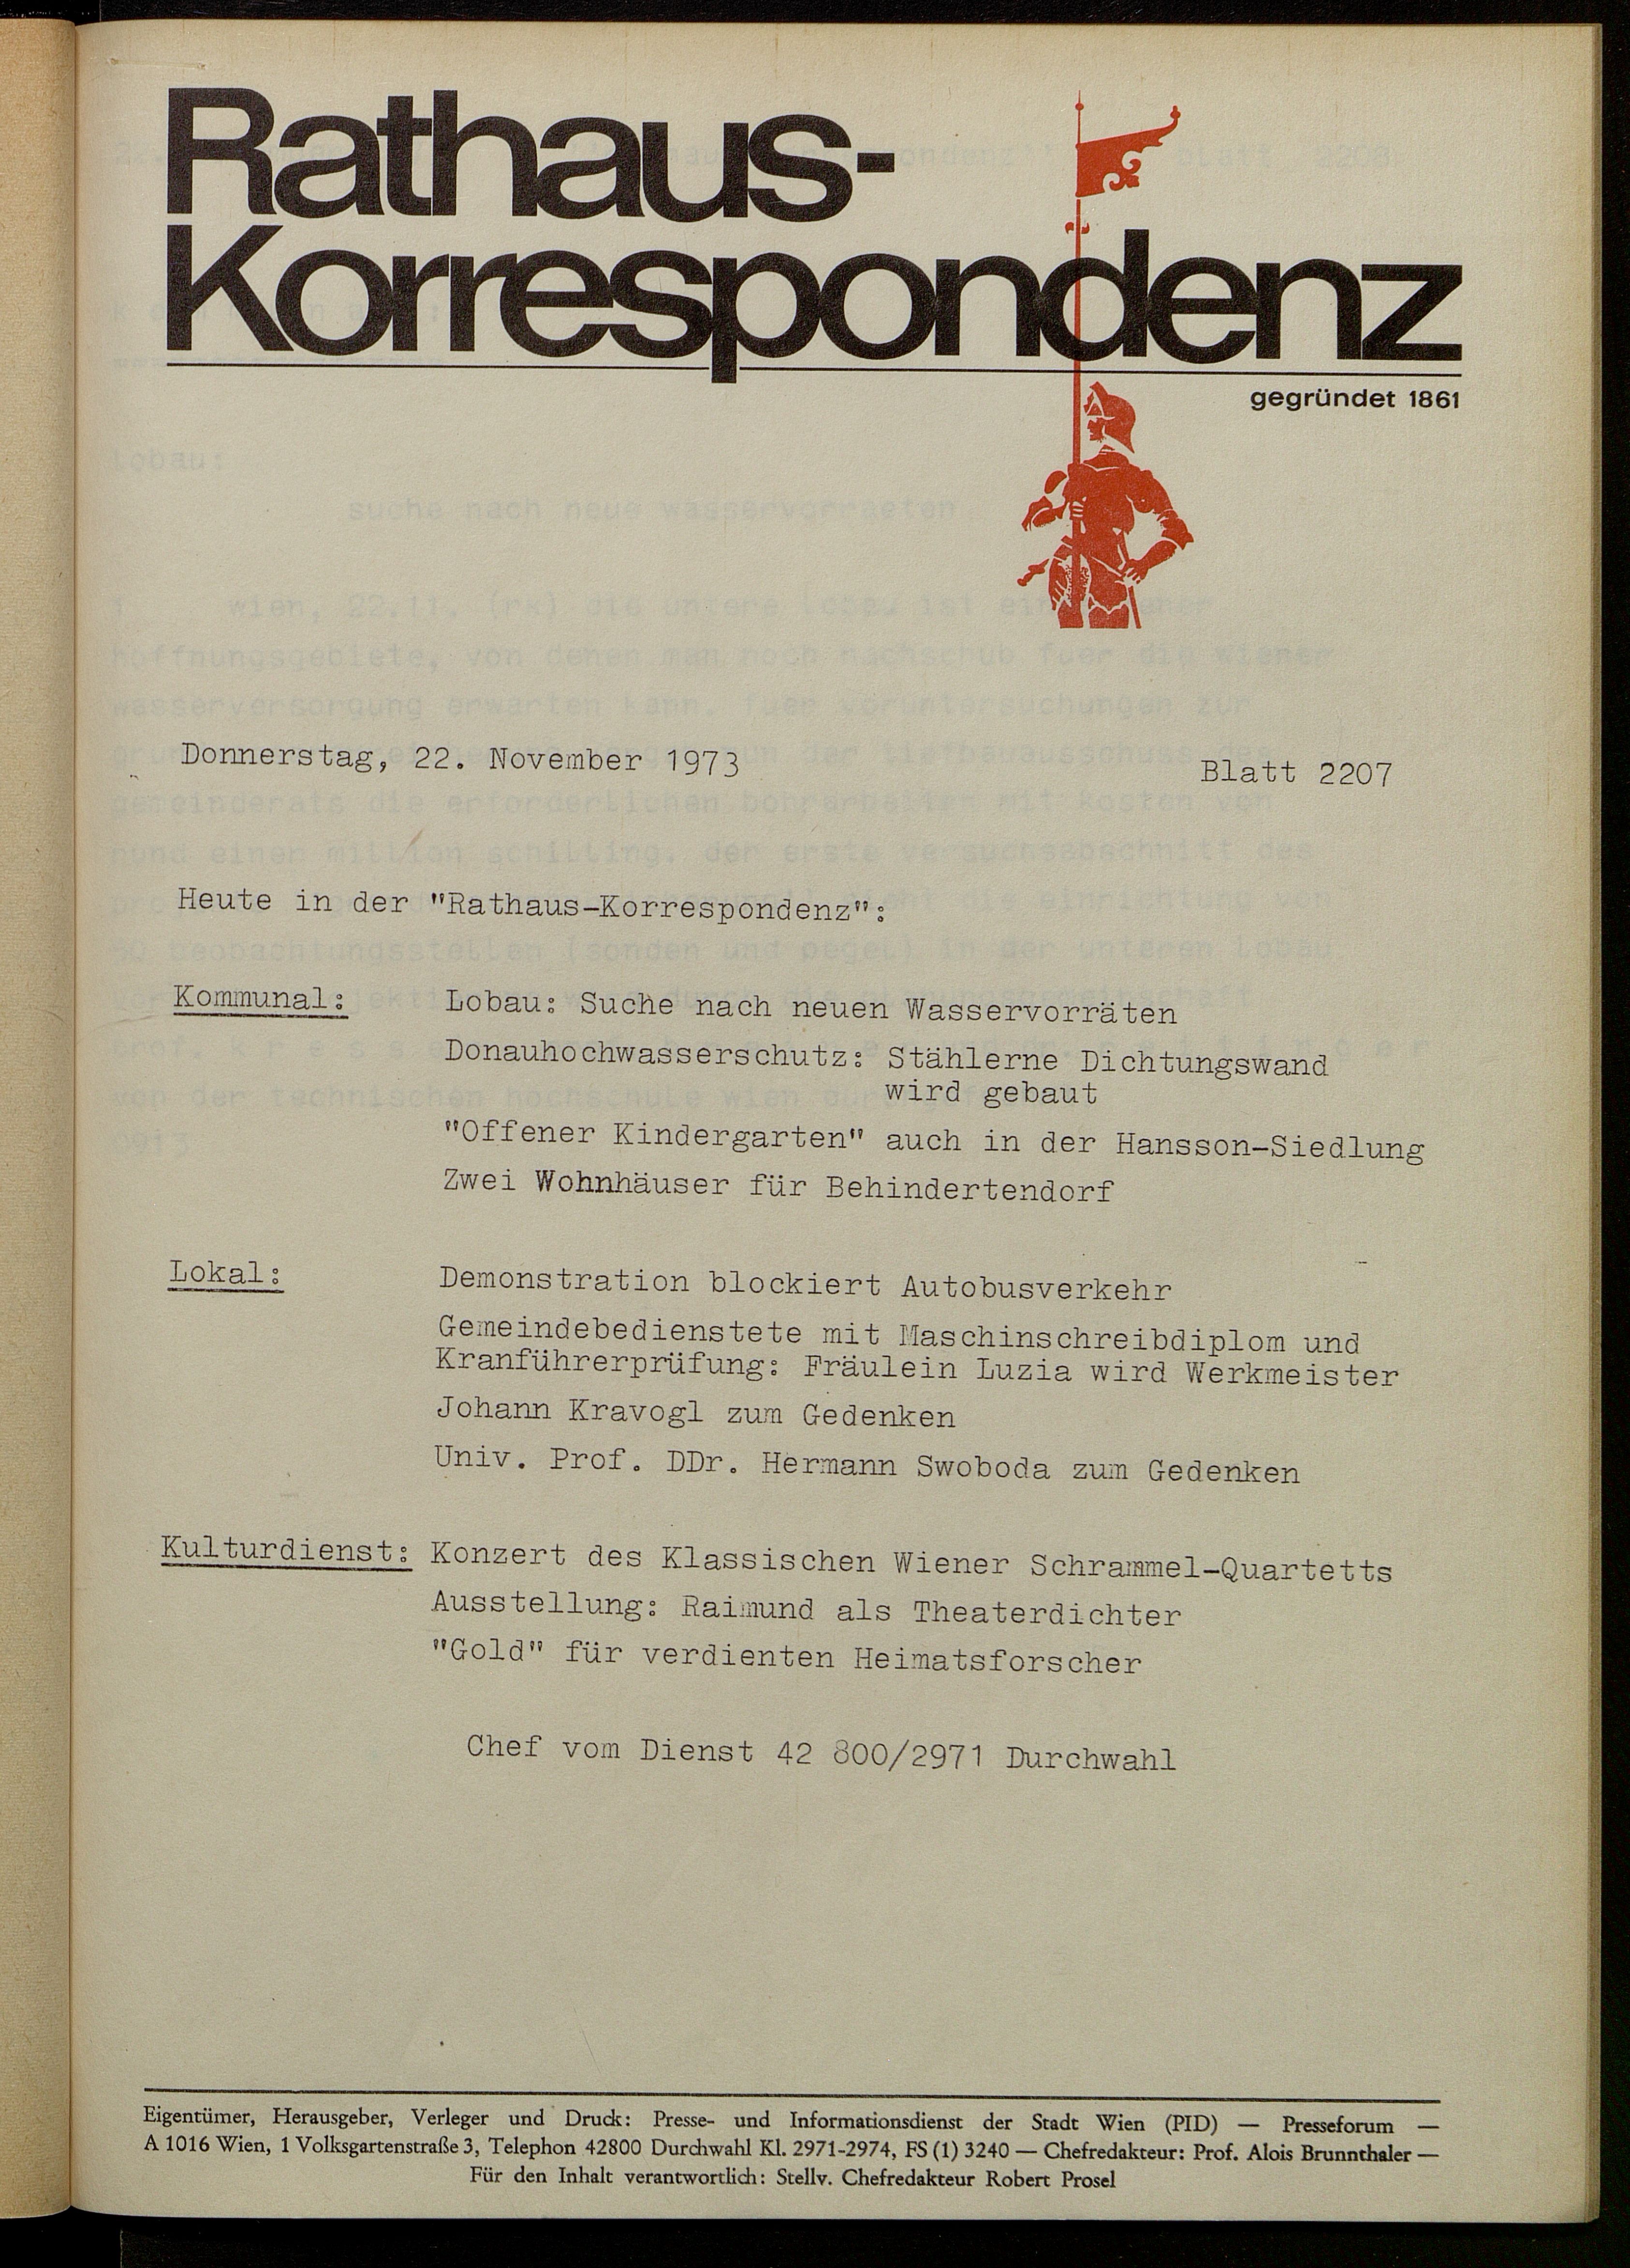 Rathaus-
Korrespondenz
gegründet 1861
Donnerstag, 22. November 1973
Blatt 2207
Heute in der "Rathaus-Korrespondenz":
Kommunal: Lobau: Suche nach neuen Wasservorräten
Donauhochwasserschutz: Stählerne Dichtungswand
wird gebaut
"Offener Kindergarten" auch in der Hansson-Siedlung
Zwei Wohnhäuser für Behindertendorf
Lokal: Demonstration blockiert Autobusverkehr
Gemeindebedienstete mit Maschinschreibdiplom und
Kranführerprüfung: Fräulein Luzia wird Werkmeister
Johann Kravogl zum Gedenken
Univ. Prof. DDr. Hermann Swoboda zum Gedenken
Kulturdienst: Konzert des Klassischen Wiener Schrammel-Quartetts
Ausstellung: Raimund als Theaterdichter
"Gold" für verdienten Heimatsforscher
Chef vom Dienst 42 800/2971 Durchwahl
Eigentümer, Herausgeber, Verleger und Druck: Presse- und Informationsdienst der Stadt Wien (PID) — Presseforum —
A 1016 Wien, 1 Volksgartenstraße 3, Telephon 42800 Durchwahl Kl. 2971-2974, FS (1) 3240 — Chefredakteur: Prof. Alois Brunnthaler —
Für den Inhalt verantwortlich: Stellv. Chefredakteur Robert Prosel